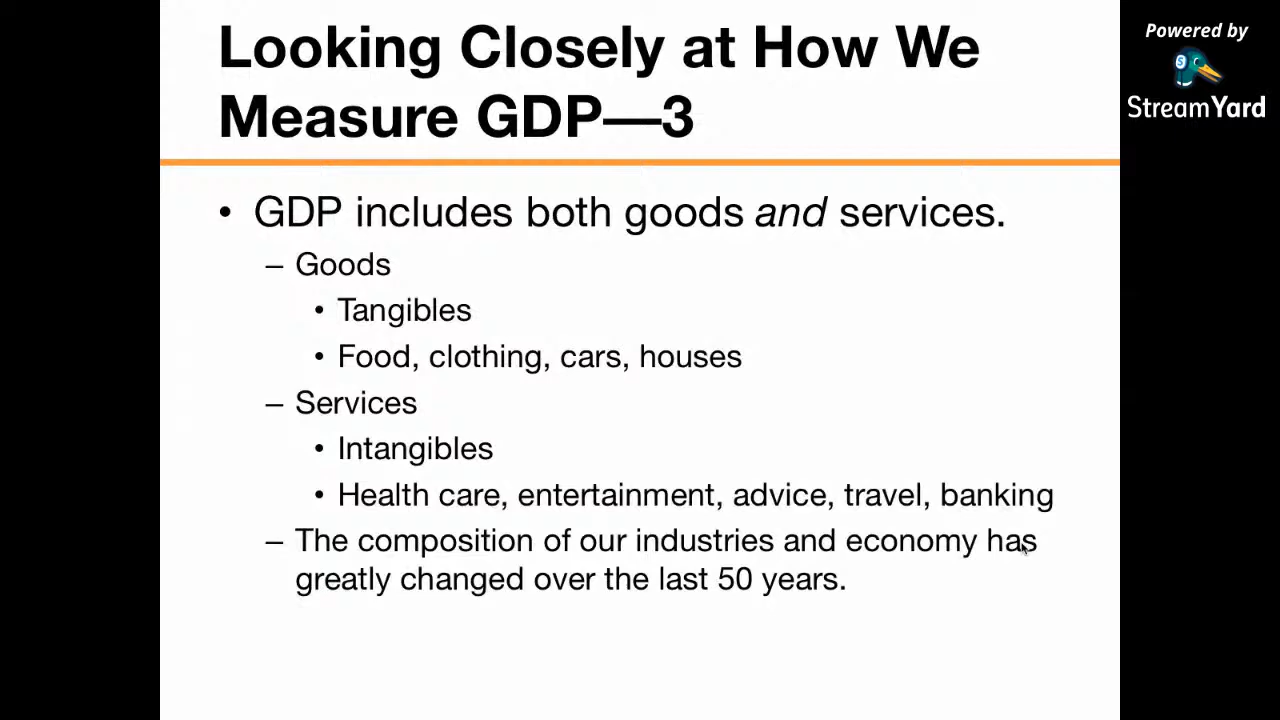 Looking Closely at How We
Measure GDP—3
Powered by
StreamYard
• GDP includes both goods and services.
– Goods
• Tangibles
• Food, clothing, cars, houses
– Services
• Intangibles
• Health care, entertainment, advice, travel, banking
– The composition of our industries and economy has
greatly changed over the last 50 years.